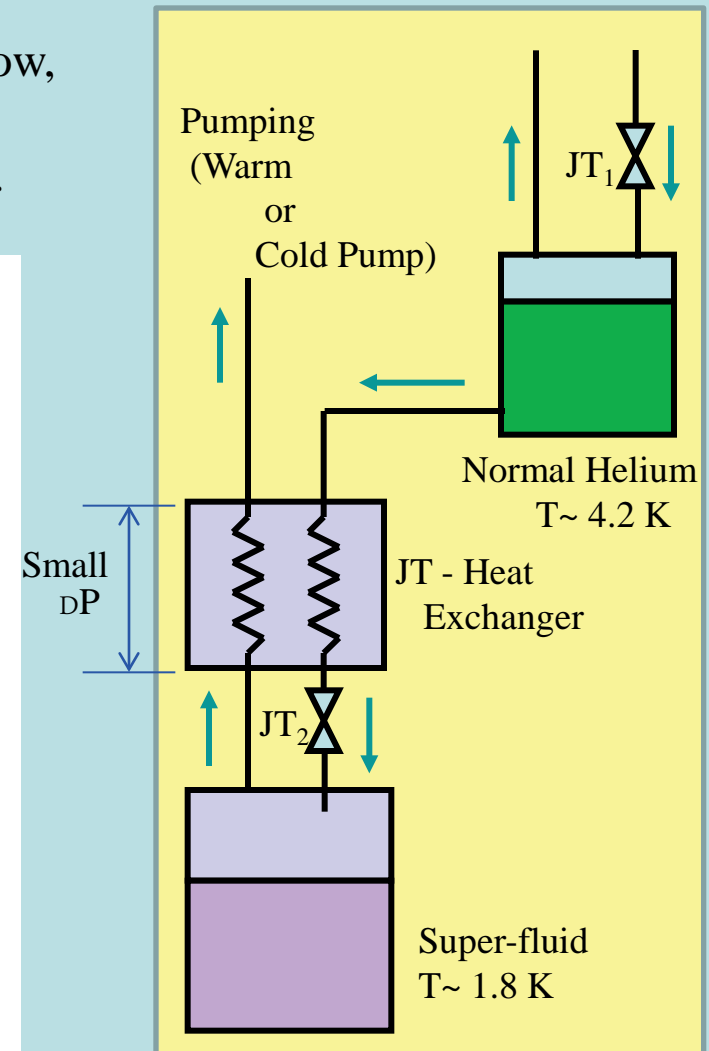 ow,
.
Pumping
(Warm
or
Cold Pump)
JT₁
Normal Helium
T~ 4.2 K
Small
DP
JT - Heat
Exchanger
JT₂
Super-fluid
T~ 1.8 K